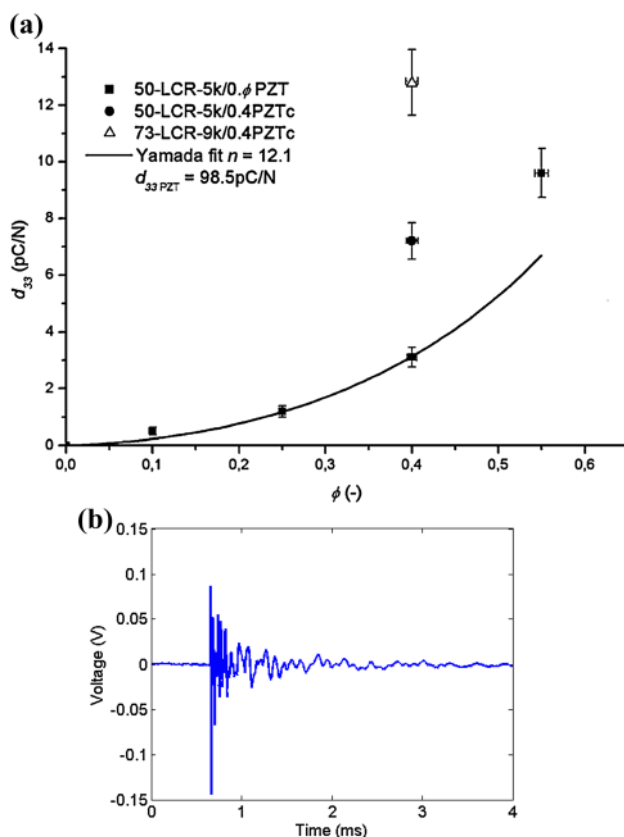 (a)
14
12
10
8
6
4
2
0
d33 (pC/N)
50-LCR-5k/0.ϕ PZT
50-LCR-5k/0.4PZTc
73-LCR-9k/0.4PZTc
Yamada fit n = 12.1
d33 PZT = 98.5pC/N
0,0 0,1 0,2 0,3 0,4 0,5 0,6
ϕ (-)
(b)
0.15
0.1
0.05
0
-0.05
-0.1
-0.15
Voltage (V)
0 1 2 3 4
Time (ms)